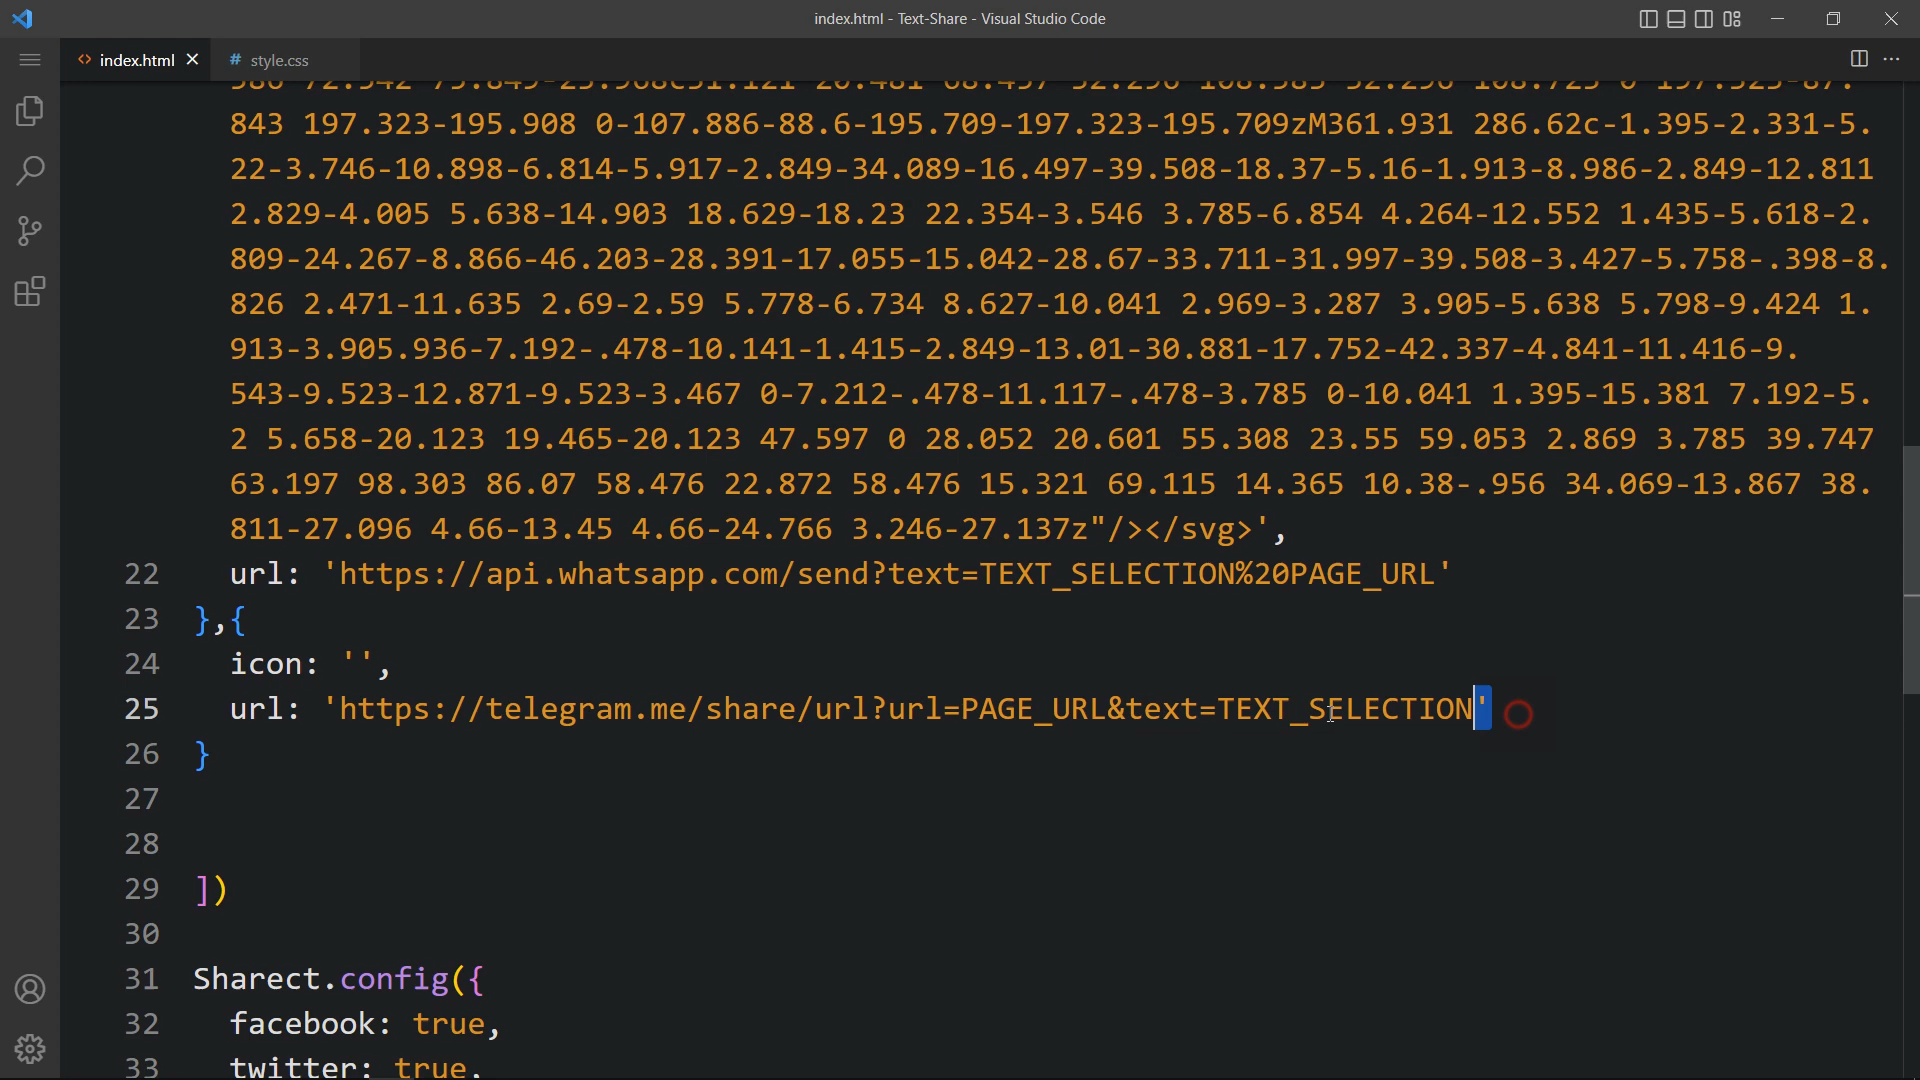 index.html - Text-Share - Visual Studio Code
index.html
# style.css
843 197.323-195.908 0-107.886-88.6-195.709-197.323-195.709zM361.931 286.62c-1.395-2.331-5.
22-3.746-10.898-6.814-5.917-2.849-34.089-16.497-39.508-18.37-5.16-1.913-8.986-2.849-12.811
2.829-4.005 5.638-14.903 18.629-18.23 22.354-3.546 3.785-6.854 4.264-12.552 1.435-5.618-2.
809-24.267-8.866-46.203-28.391-17.055-15.042-28.67-33.711-31.997-39.508-3.427-5.758-.398-8.
826 2.471-11.635 2.69-2.59 5.778-6.734 8.627-10.041 2.969-3.287 3.905-5.638 5.798-9.424 1.
913-3.905.936-7.192-.478-10.141-1.415-2.849-13.01-30.881-17.752-42.337-4.841-11.416-9.
543-9.523-12.871-9.523-3.467 0-7.212-.478-11.117-.478-3.785 0-10.041 1.395-15.381 7.192-5.
2 5.658-20.123 19.465-20.123 47.597 0 28.052 20.601 55.308 23.55 59.053 2.869 3.785 39.747
63.197 98.303 86.07 58.476 22.872 58.476 15.321 69.115 14.365 10.38-.956 34.069-13.867 38.
811-27.096 4.66-13.45 4.66-24.766 3.246-27.137z"/></svg>',
22 url: 'https://api.whatsapp.com/send?text=TEXT_SELECTION%20PAGE_URL'
23 },{
24 icon: '',
25 url: 'https://telegram.me/share/url?url=PAGE_URL&text=TEXT_SELECTION'
26 }
27
28
29 ])
30
31 Sharect.config({
32 facebook: true,
33 twitter: true,